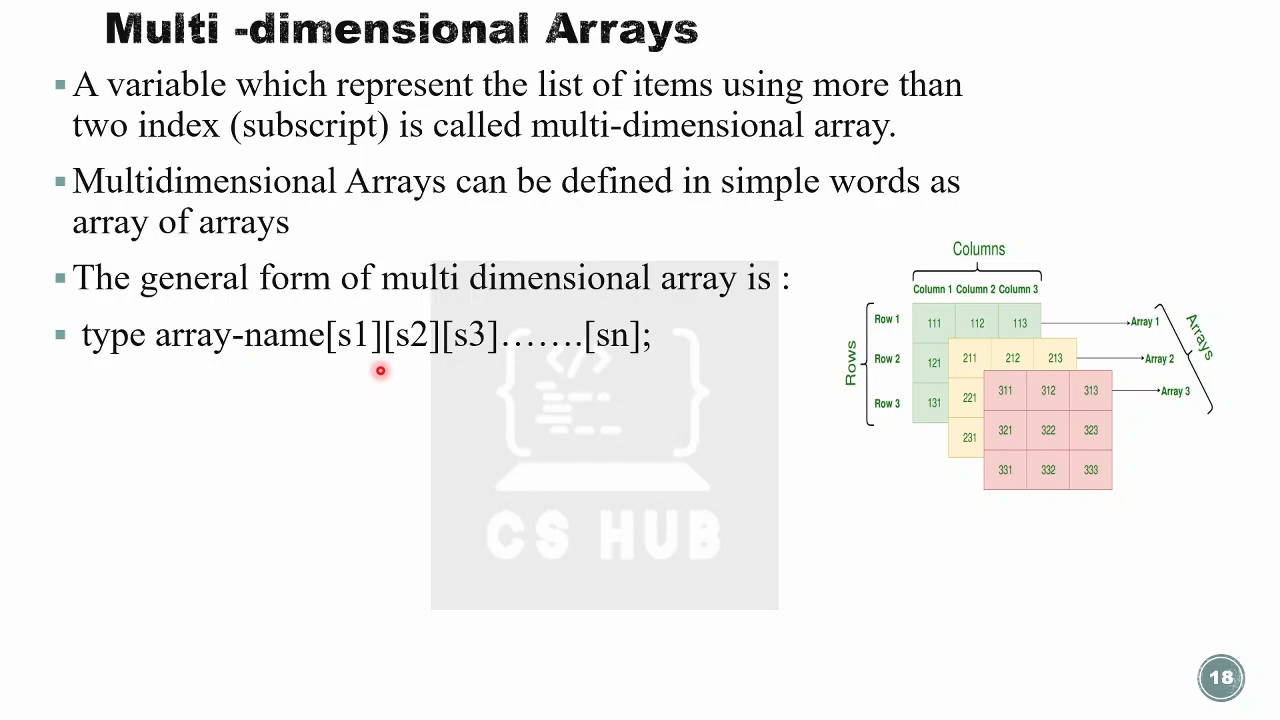 Multi -dimensional Arrays
▪ A variable which represent the list of items using more than
two index (subscript) is called multi-dimensional array.
▪ Multidimensional Arrays can be defined in simple words as
array of arrays
▪ The general form of multi dimensional array is :
▪ type array-name[s1][s2][s3]…….[sn];
Columns
Column 1 Column 2 Column 3
Rows
Row 1
Row 2
Row 3
111 112 113
121
131
211 212 213
221
231
311 312 313
321 322 323
331 332 333
Array 1
Array 2
Array 3
Arrays
</>
CS HUB
18